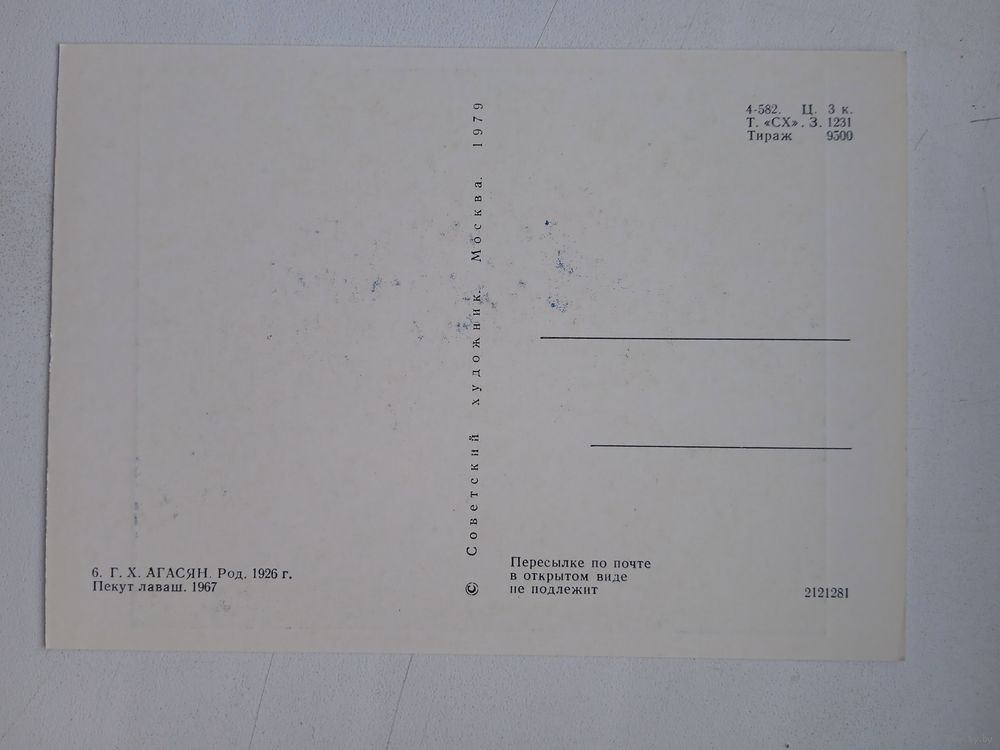 4-582. Ц. 3 к.
Т. «СХ». З. 1231
Тираж 9500
© Советский художник. Москва. 1979
6. Г. Х. АГАСЯН. Род. 1926 г.
Пекут лаваш. 1967
Пересылке по почте
в открытом виде
не подлежит
2121281